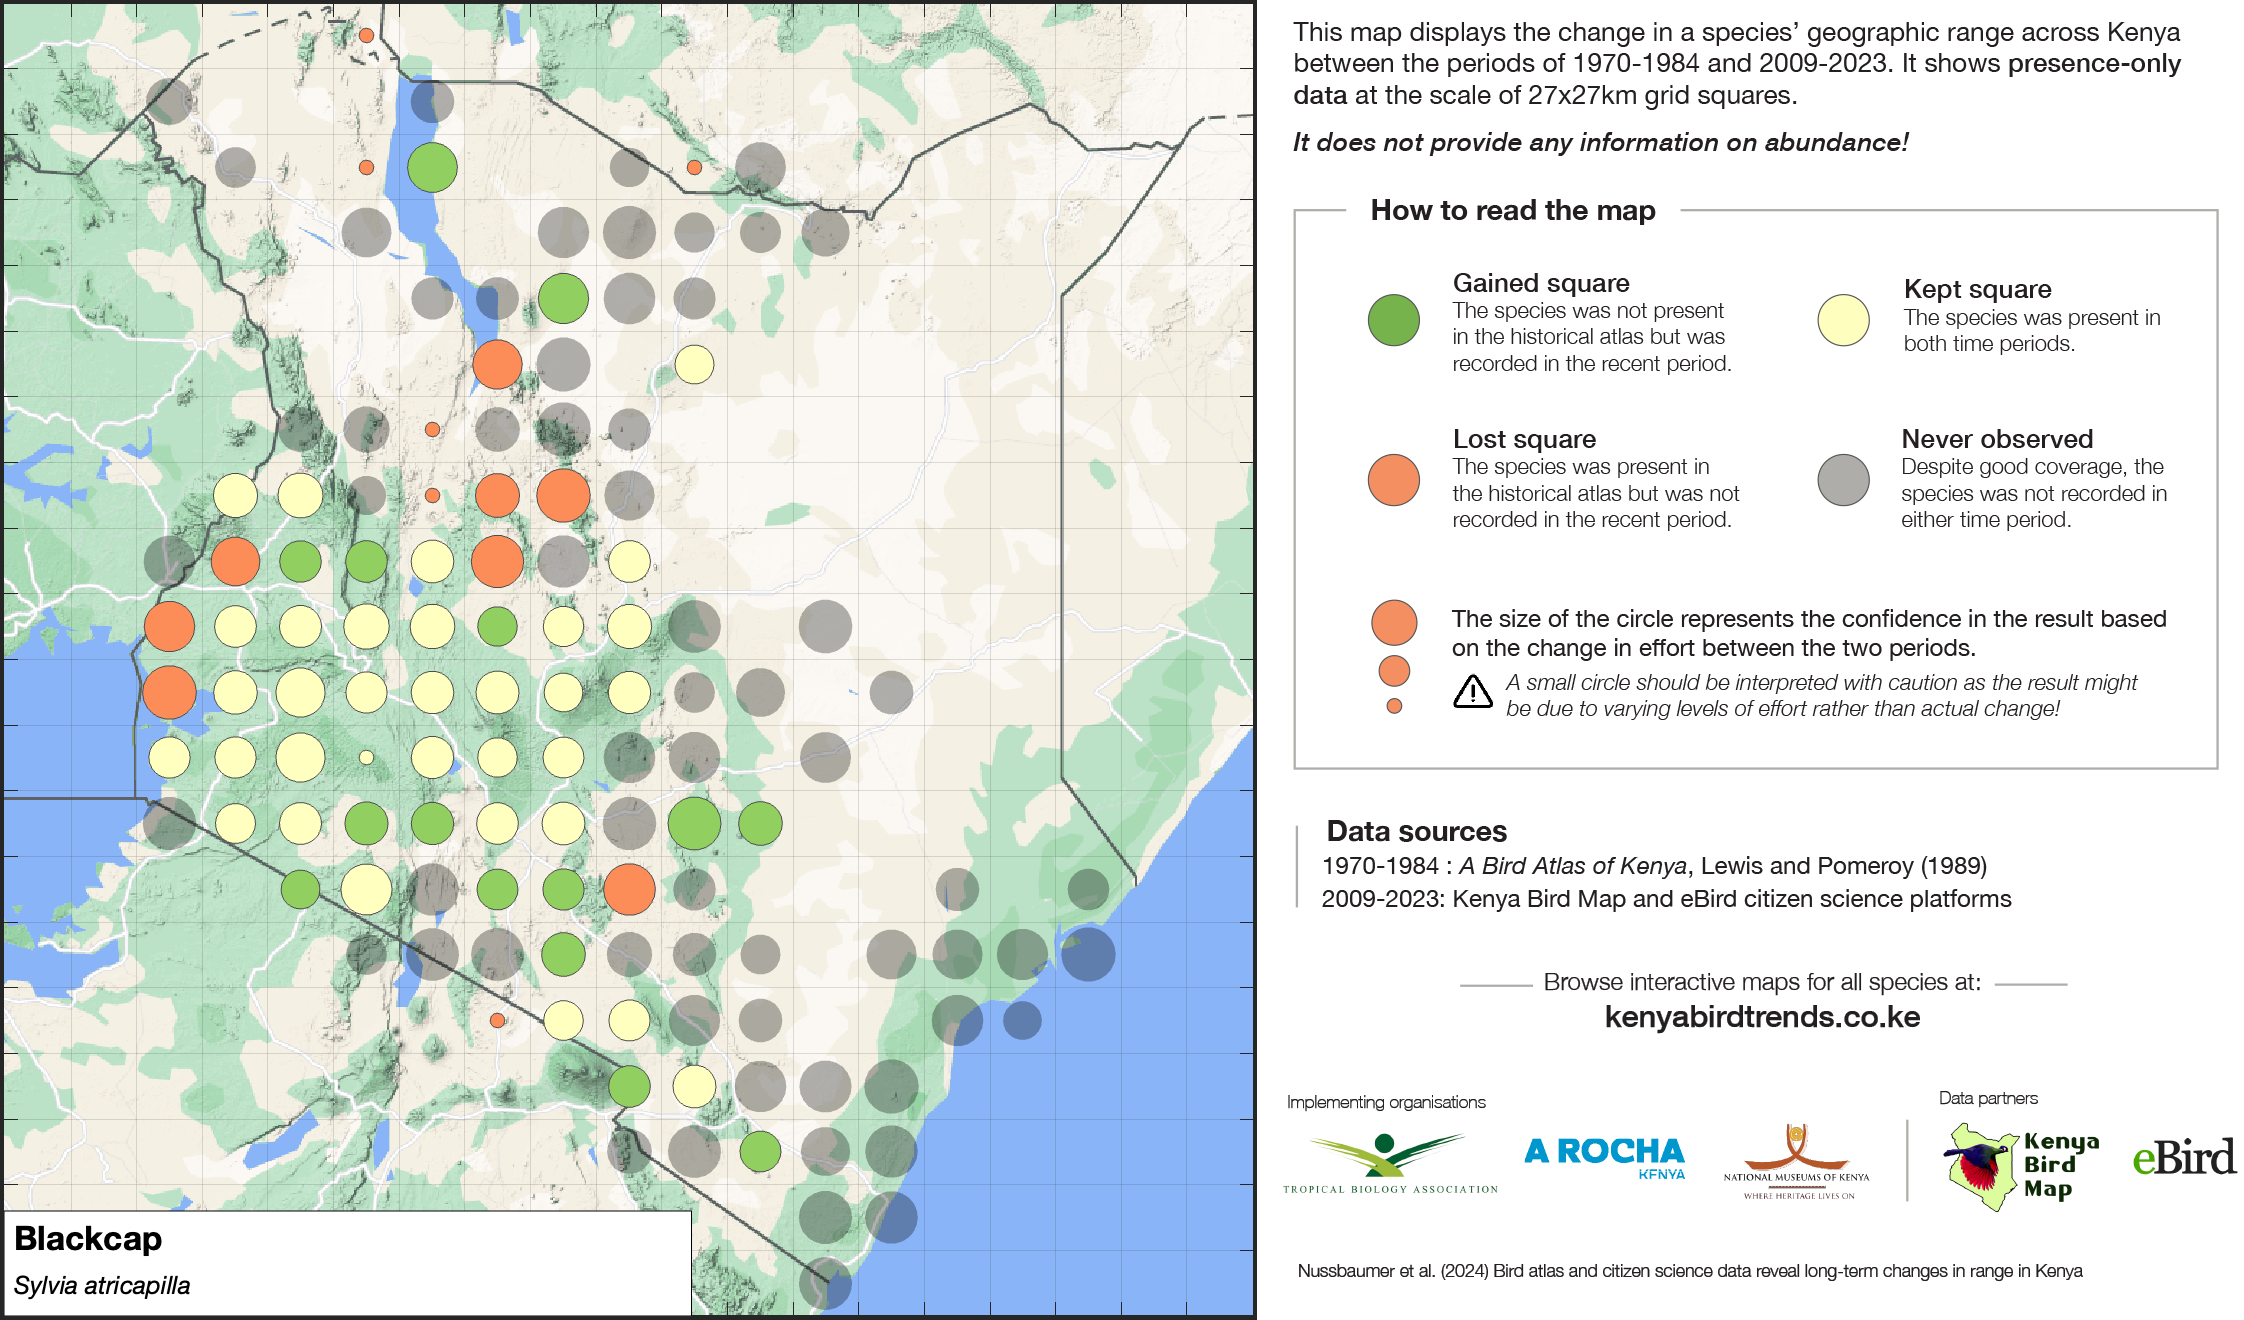 This map displays the change in a species’ geographic range across Kenya
between the periods of 1970-1984 and 2009-2023. It shows presence-only
data at the scale of 27x27km grid squares.
It does not provide any information on abundance!
How to read the map
Gained square
The species was not present
in the historical atlas but was
recorded in the recent period.
Kept square
The species was present in
both time periods.
Lost square
The species was present in
the historical atlas but was not
recorded in the recent period.
Never observed
Despite good coverage, the
species was not recorded in
either time period.
The size of the circle represents the confidence in the result based
on the change in effort between the two periods.
A small circle should be interpreted with caution as the result might
be due to varying levels of effort rather than actual change!
Data sources
1970-1984 : A Bird Atlas of Kenya, Lewis and Pomeroy (1989)
2009-2023: Kenya Bird Map and eBird citizen science platforms
Browse interactive maps for all species at:
kenyabirdtrends.co.ke
Implementing organisations
Data partners
TROPICAL BIOLOGY ASSOCIATION
A ROCHA
KENYA
NATIONAL MUSEUMS OF KENYA
WHERE HERITAGE LIVES ON
Kenya
Bird
Map
eBird
Nussbaumer et al. (2024) Bird atlas and citizen science data reveal long-term changes in range in Kenya
Blackcap
Sylvia atricapilla